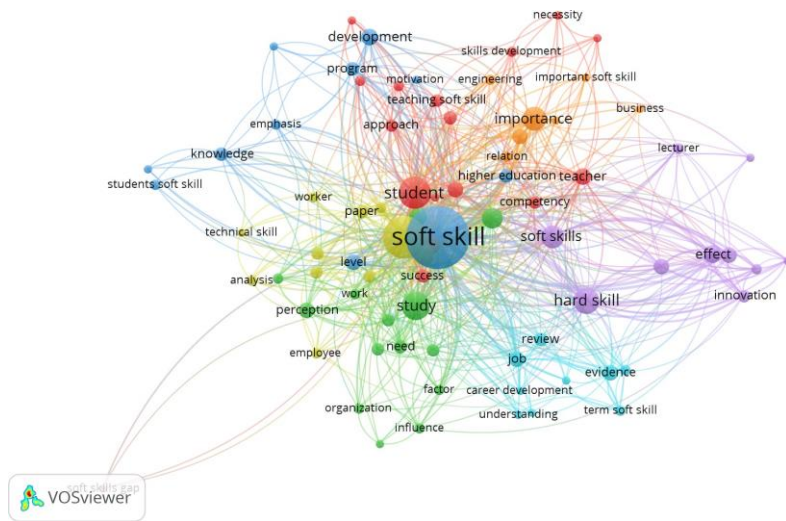 necessity
development
skills development
program
motivation
engineering
important soft skill
teaching soft skill
business
importance
emphasis
approach
lecturer
knowledge
relation
higher education
teacher
students soft skill
student
worker
competency
paper
technical skill
soft skill
soft skills
level
effect
success
analysis
work
hard skill
innovation
perception
study
need
review
employee
job
evidence
factor
career development
organization
understanding
term soft skill
influence
soft skills gap
VOSviewer